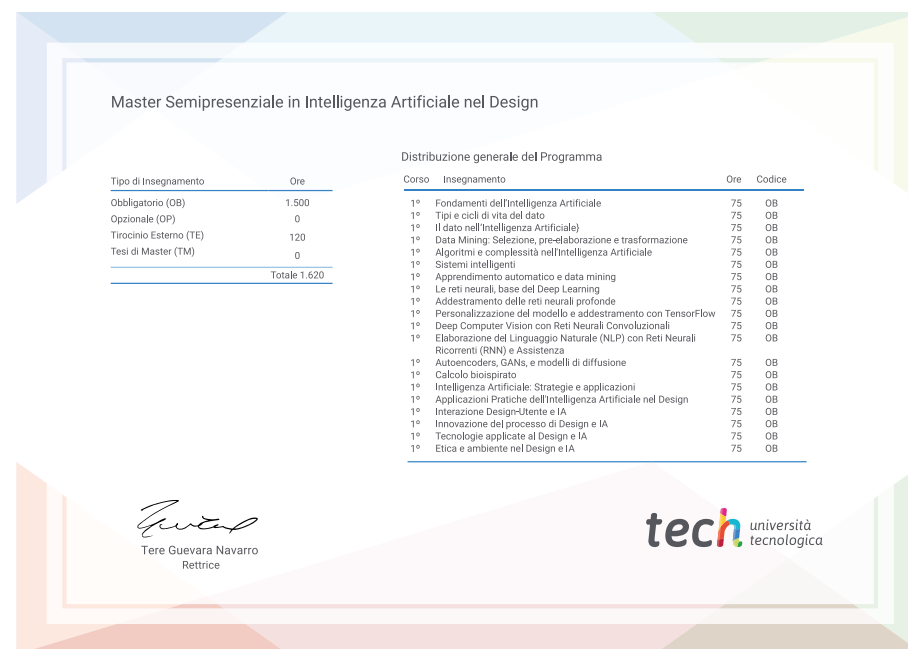 Master Semipresenziale in Intelligenza Artificiale nel Design
Tipo di Insegnamento Ore
Obbligatorio (OB) 1.500
Opzionale (OP) 0
Tirocinio Esterno (TE) 120
Tesi di Master (TM) 0
Totale 1.620
Distribuzione generale del Programma
Corso Insegnamento Ore Codice
1º Fondamenti dell'Intelligenza Artificiale 75 OB
1º Tipi e cicli di vita del dato 75 OB
1º Il dato nell'Intelligenza Artificiale) 75 OB
1º Data Mining: Selezione, pre-elaborazione e trasformazione 75 OB
1º Algoritmi e complessità nell'Intelligenza Artificiale 75 OB
1º Sistemi intelligenti 75 OB
1º Apprendimento automatico e data mining 75 OB
1º Le reti neurali, base del Deep Learning 75 OB
1º Addestramento delle reti neurali profonde 75 OB
1º Personalizzazione del modello e addestramento con TensorFlow 75 OB
1º Deep Computer Vision con Reti Neurali Convoluzionali 75 OB
1º Elaborazione del Linguaggio Naturale (NLP) con Reti Neurali 75 OB
Ricorrenti (RNN) e Assistenza
1º Autoencoders, GANs, e modelli di diffusione 75 OB
1º Calcolo bioispirato 75 OB
1º Intelligenza Artificiale: Strategie e applicazioni 75 OB
1º Applicazioni Pratiche dell'Intelligenza Artificiale nel Design 75 OB
1º Interazione Design-Utente e IA 75 OB
1º Innovazione del processo di Design e IA 75 OB
1º Tecnologie applicate al Design e IA 75 OB
1º Etica e ambiente nel Design e IA 75 OB
Tere Guevara Navarro
Rettrice
tech università
tecnologica